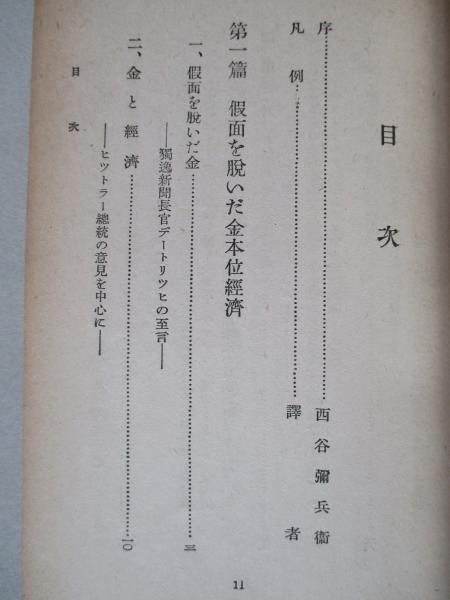 目次
序……………………………………西谷彌兵衞
凡例……………………………………譯者
第一篇 假面を脫いだ金本位經濟
一、假面を脫いだ金……………………………………三
――獨逸新聞長官デートリツヒの至言――
二、金と經濟……………………………………一〇
――ヒツトラー總統の意見を中心に――
目次
11